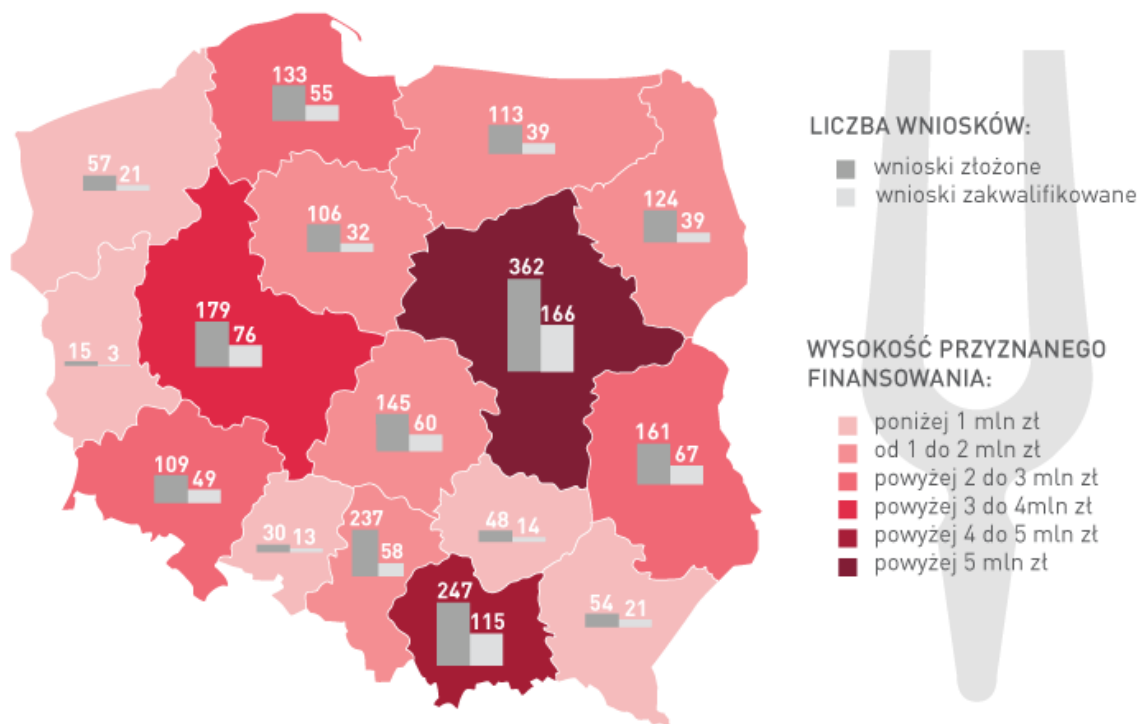 133
55
113
39
57
21
124
39
106
32
362
166
179
76
15
3
145
60
161
67
109
49
237
58
30
13
48
14
247
115
54
21
LICZBA WNIOSKÓW:
wnioski złożone
wnioski zakwalifikowane
WYSOKOŚĆ PRZYZNANEGO
FINANSOWANIA:
poniżej 1 mln zł
od 1 do 2 mln zł
powyżej 2 do 3 mln zł
powyżej 3 do 4mln zł
powyżej 4 do 5 mln zł
powyżej 5 mln zł